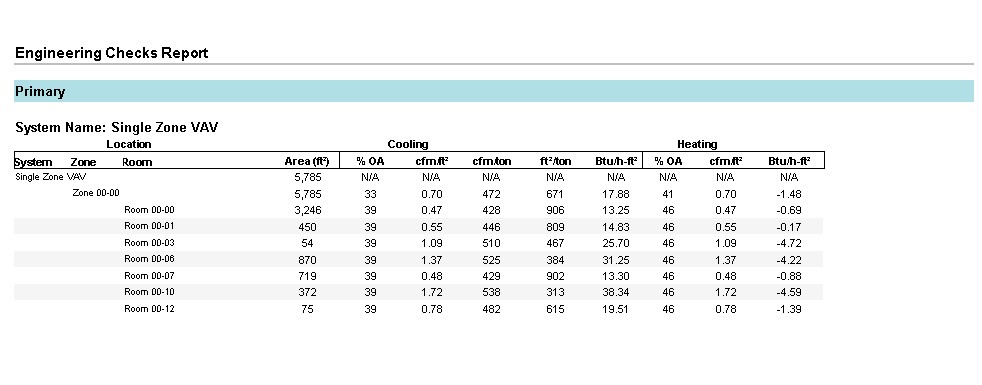 Engineering Checks Report
Primary
System Name: Single Zone VAV
Location Cooling Heating
System Zone Room Area (ft²) % OA cfm/ft² cfm/ton ft²/ton Btu/h-ft² % OA cfm/ft² Btu/h-ft²
Single Zone VAV 5,785 N/A N/A N/A N/A N/A N/A N/A N/A
Zone 00-00 5,785 33 0.70 472 671 17.88 41 0.70 -1.48
Room 00-00 3,246 39 0.47 428 906 13.25 46 0.47 -0.69
Room 00-01 450 39 0.55 446 809 14.83 46 0.55 -0.17
Room 00-03 54 39 1.09 510 467 25.70 46 1.09 -4.72
Room 00-06 870 39 1.37 525 384 31.25 46 1.37 -4.22
Room 00-07 719 39 0.48 429 902 13.30 46 0.48 -0.88
Room 00-10 372 39 1.72 538 313 38.34 46 1.72 -4.59
Room 00-12 75 39 0.78 482 615 19.51 46 0.78 -1.39